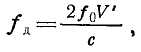 f_д = 2f_0V' / c ,